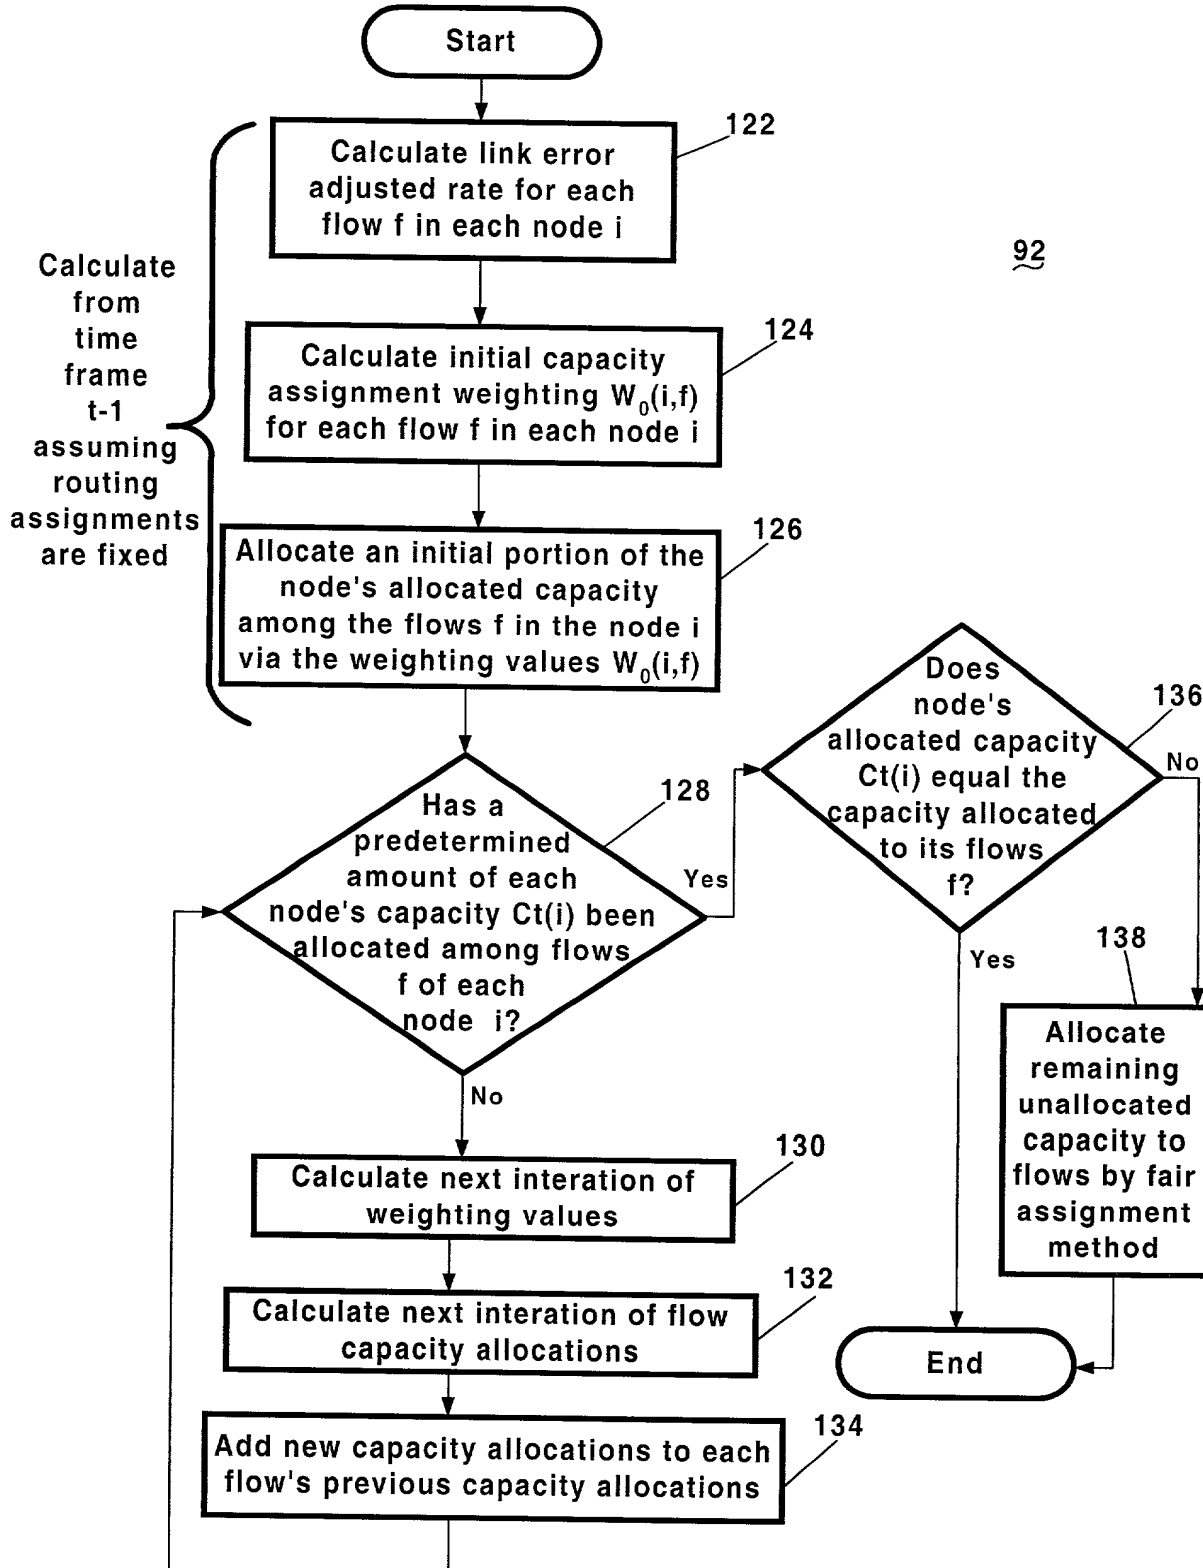 Start
122
Calculate link error
adjusted rate for each
flow f in each node i
92
Calculate
from
time
frame
t-1
assuming
routing
assignments
are fixed
124
Calculate initial capacity
assignment weighting W₀(i,f)
for each flow f in each node i
126
Allocate an initial portion of the
node's allocated capacity
among the flows f in the node i
via the weighting values W₀(i,f)
128
Has a
predetermined
amount of each
node's capacity Ct(i) been
allocated among flows
f of each
node i?
Yes
No
136
Does
node's
allocated capacity
Ct(i) equal the
capacity allocated
to its flows
f?
No
Yes
138
Allocate
remaining
unallocated
capacity to
flows by fair
assignment
method
130
Calculate next interation of
weighting values
132
Calculate next interation of flow
capacity allocations
End
134
Add new capacity allocations to each
flow's previous capacity allocations